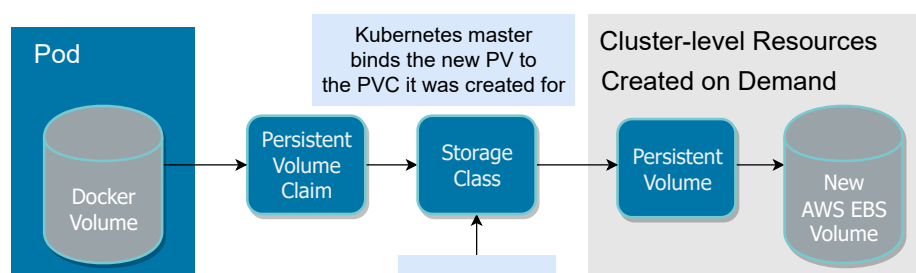 Kubernetes master
binds the new PV to
the PVC it was created for
Pod
Cluster-level Resources
Created on Demand
Docker
Volume
Persistent
Volume
Claim
Storage
Class
Persistent
Volume
New
AWS EBS
Volume